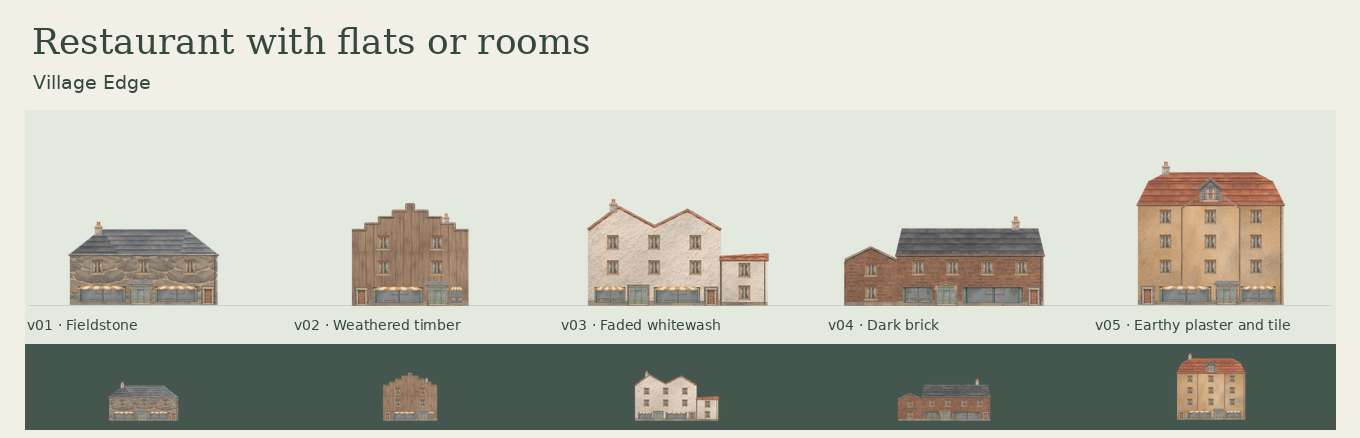 Restaurant with flats or rooms
Village Edge
v01 · Fieldstone
v02 · Weathered timber
v03 · Faded whitewash
v04 · Dark brick
v05 · Earthy plaster and tile